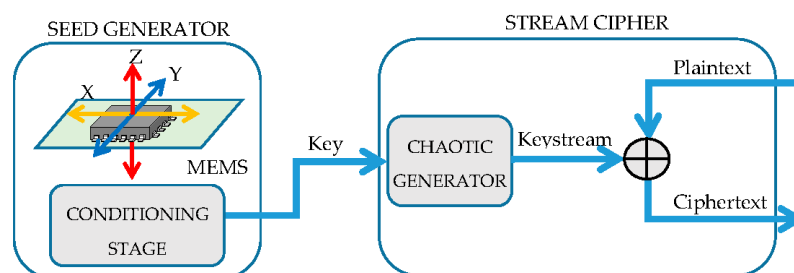 SEED GENERATOR
STREAM CIPHER
Z
Y
X
MEMS
CONDITIONING
STAGE
Key
CHAOTIC
GENERATOR
Keystream
Plaintext
Ciphertext